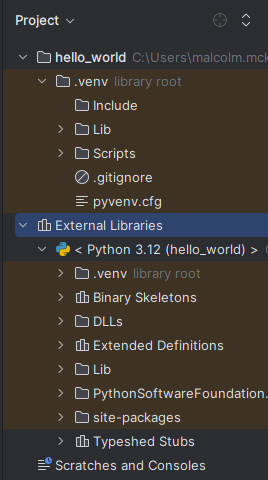 Project
hello_world C:\Users\malcolm.mck
.venv library root
Include
Lib
Scripts
.gitignore
pyvenv.cfg
External Libraries
< Python 3.12 (hello_world) >
.venv library root
Binary Skeletons
DLLs
Extended Definitions
Lib
PythonSoftwareFoundation.
site-packages
Typeshed Stubs
Scratches and Consoles